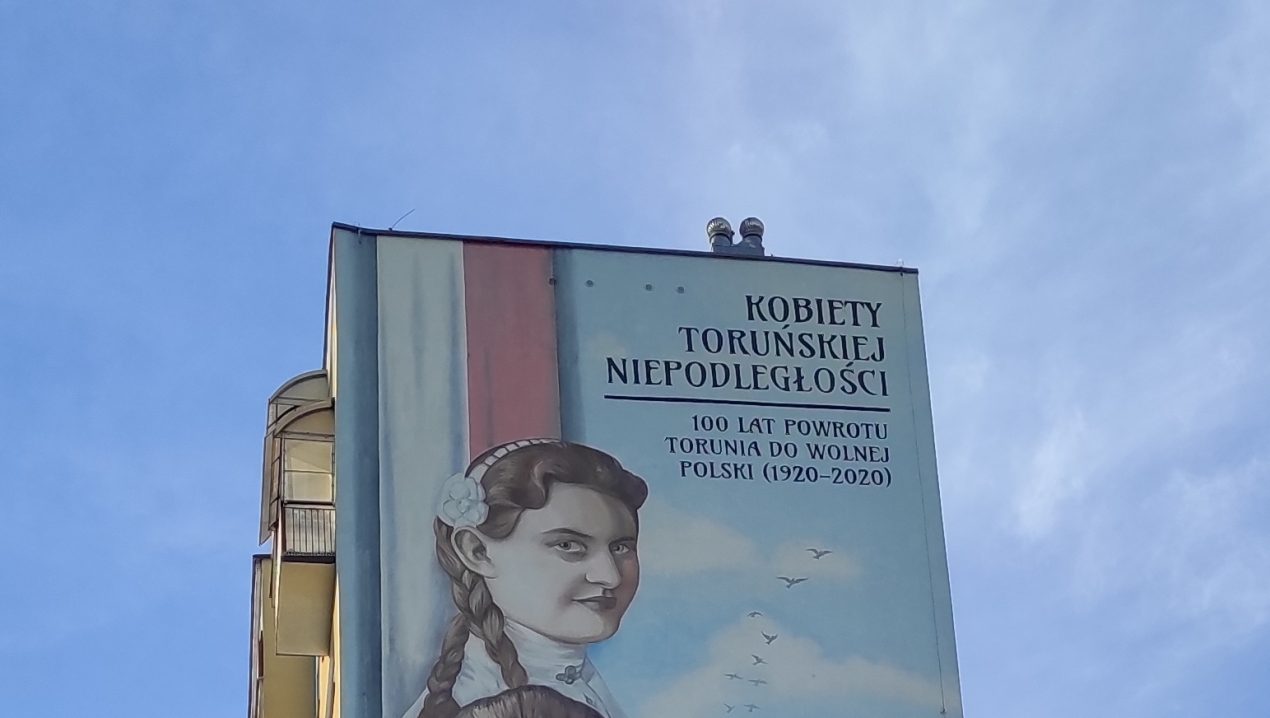 KOBIETY
TORUŃSKIEJ
NIEPODLEGŁOŚCI
100 LAT POWROTU
TORUNIA DO WOLNEJ
POLSKI (1920–2020)